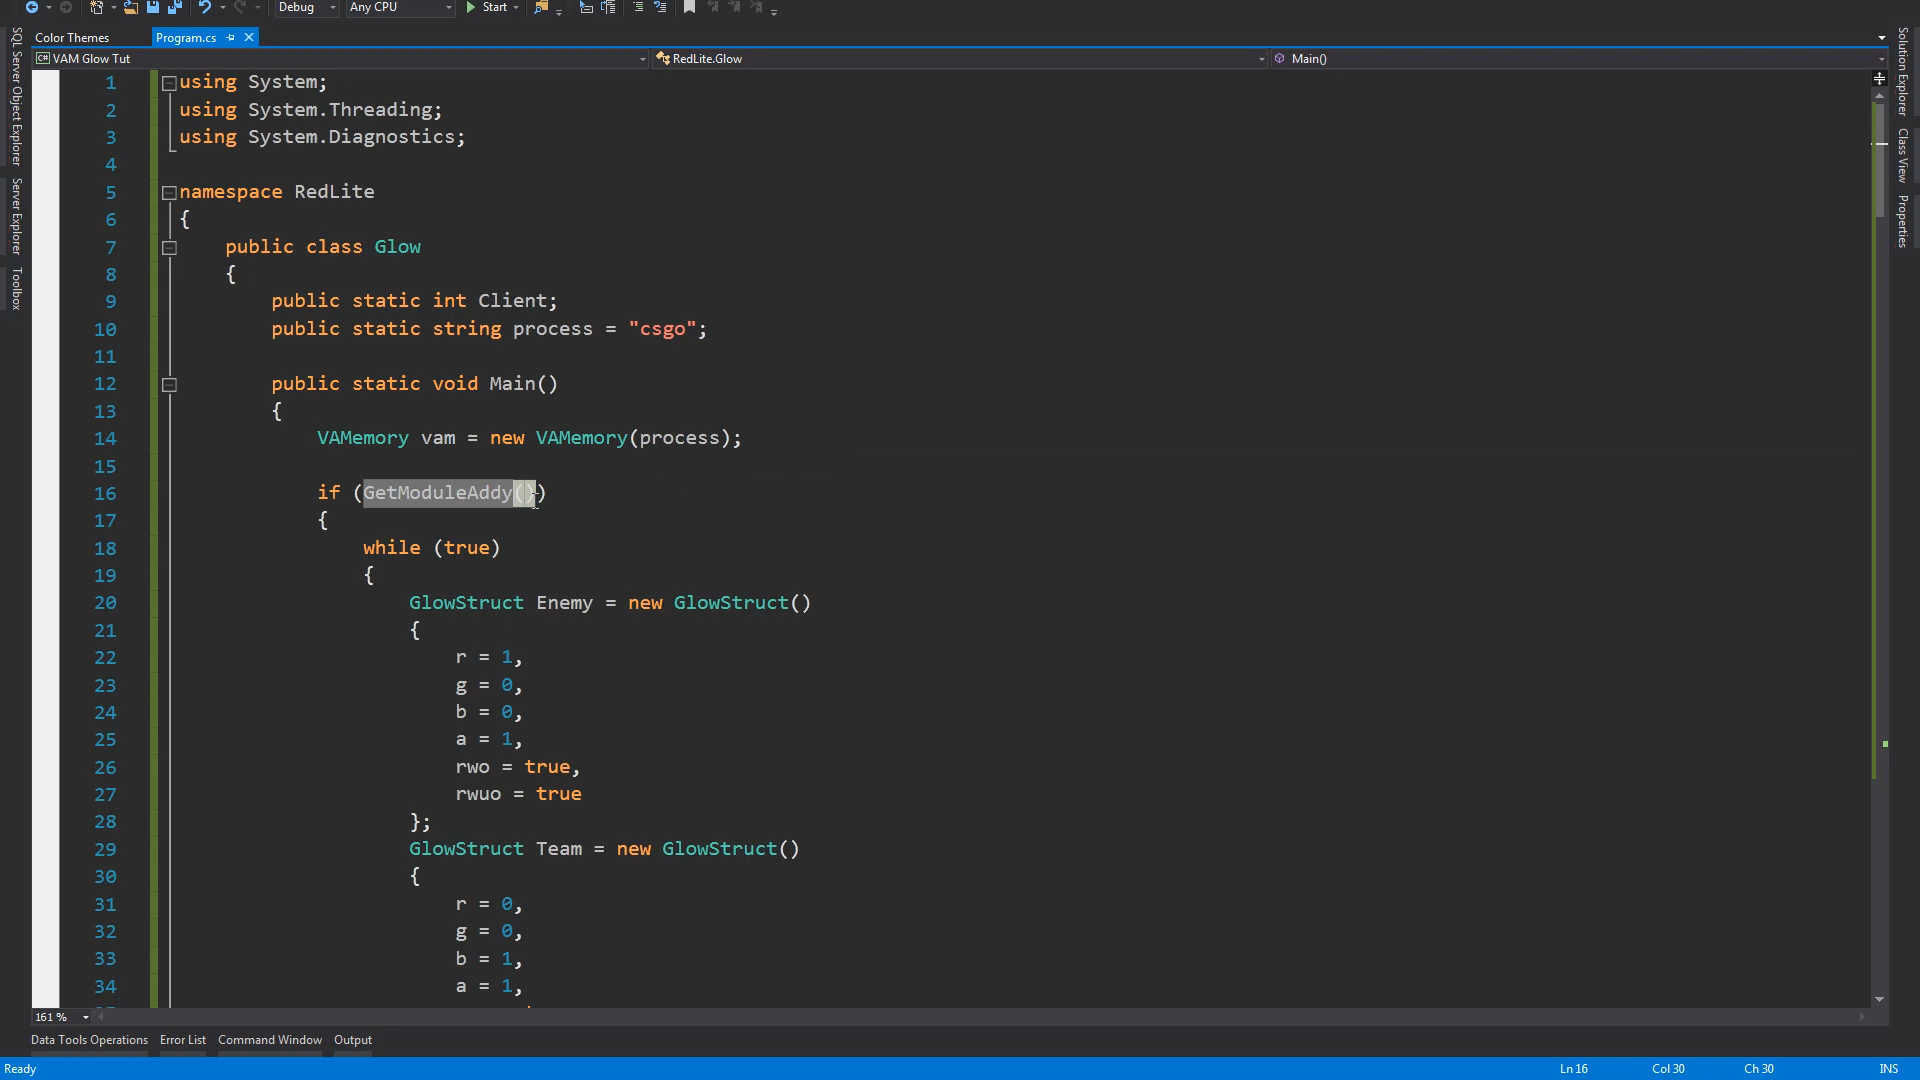 Debug Any CPU Start
Color Themes Program.cs
VAM Glow Tut RedLite.Glow Main()
SQL Server Object Explorer
Server Explorer
Toolbox
1 using System;
2 using System.Threading;
3 using System.Diagnostics;
4
5 namespace RedLite
6 {
7 public class Glow
8 {
9 public static int Client;
10 public static string process = "csgo";
11
12 public static void Main()
13 {
14 VAMemory vam = new VAMemory(process);
15
16 if (GetModuleAddy())
17 {
18 while (true)
19 {
20 GlowStruct Enemy = new GlowStruct()
21 {
22 r = 1,
23 g = 0,
24 b = 0,
25 a = 1,
26 rwo = true,
27 rwuo = true
28 };
29 GlowStruct Team = new GlowStruct()
30 {
31 r = 0,
32 g = 0,
33 b = 1,
34 a = 1,
Solution Explorer
Class View
Properties
161 %
Data Tools Operations Error List Command Window Output
Ready Ln 16 Col 30 Ch 30 INS